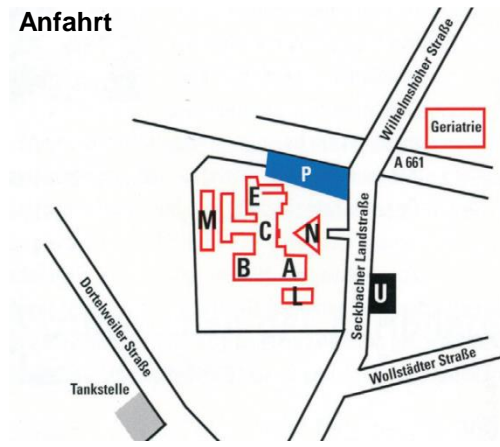 Anfahrt
Wilhelmshöher Straße
Geriatrie
A 661
P
E
M
C
N
B
A
L
U
Seckbacher Landstraße
Dortelweiler Straße
Wollstädter Straße
Tankstelle